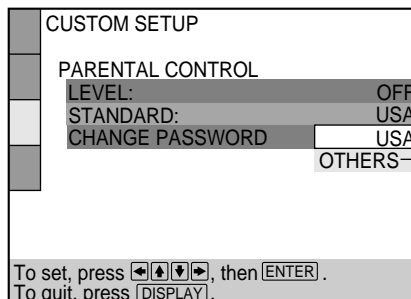 CUSTOM SETUP
PARENTAL CONTROL
LEVEL: OFF
STANDARD: USA
CHANGE PASSWORD USA
OTHERS
To set, press ←↑↓→, then ENTER.
To quit, press DISPLAY.